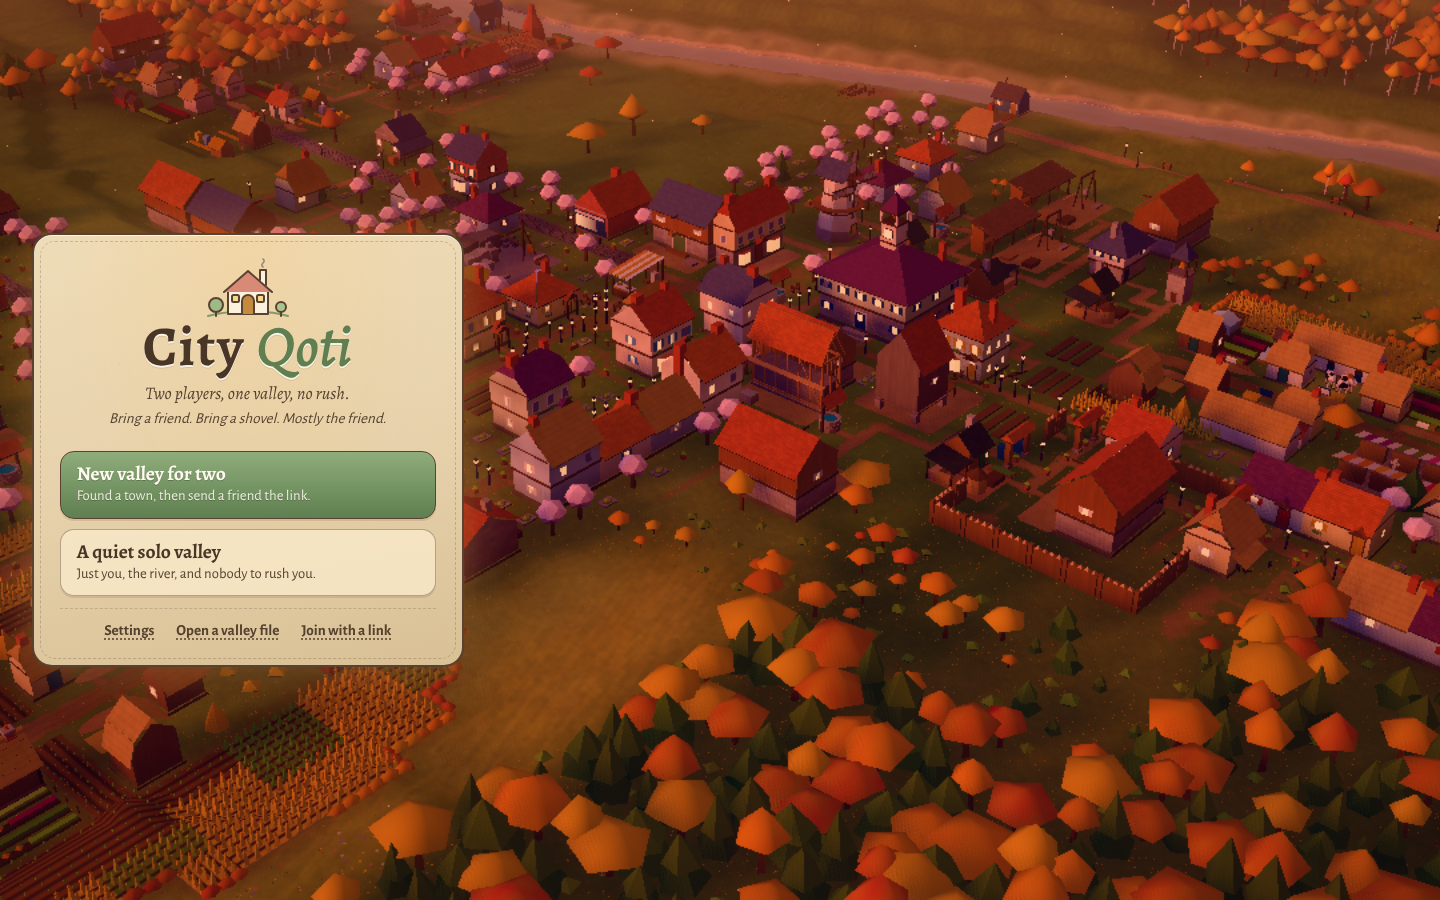 City Qoti
Two players, one valley, no rush.
Bring a friend. Bring a shovel. Mostly the friend.
New valley for two
Found a town, then send a friend the link.
A quiet solo valley
Just you, the river, and nobody to rush you.
Settings Open a valley file Join with a link